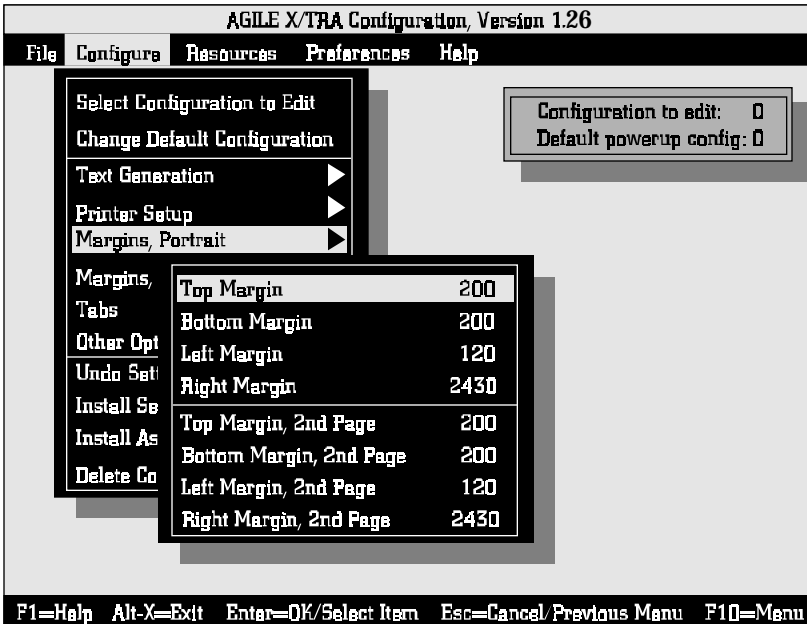 AGILE X/TRA Configuration, Version 1.26
File Configure Resources Preferences Help
Select Configuration to Edit
Change Default Configuration
Text Generation
Printer Setup
Margins, Portrait
Margins,
Tabs
Other Opt
Undo Sett
Install Se
Install As
Delete Co
Configuration to edit: 0
Default powerup config: 0
Top Margin 200
Bottom Margin 200
Left Margin 120
Right Margin 2430
Top Margin, 2nd Page 200
Bottom Margin, 2nd Page 200
Left Margin, 2nd Page 120
Right Margin, 2nd Page 2430
F1=Help Alt-X=Exit Enter=OK/Select Item Esc=Cancel/Previous Menu F10=Menu